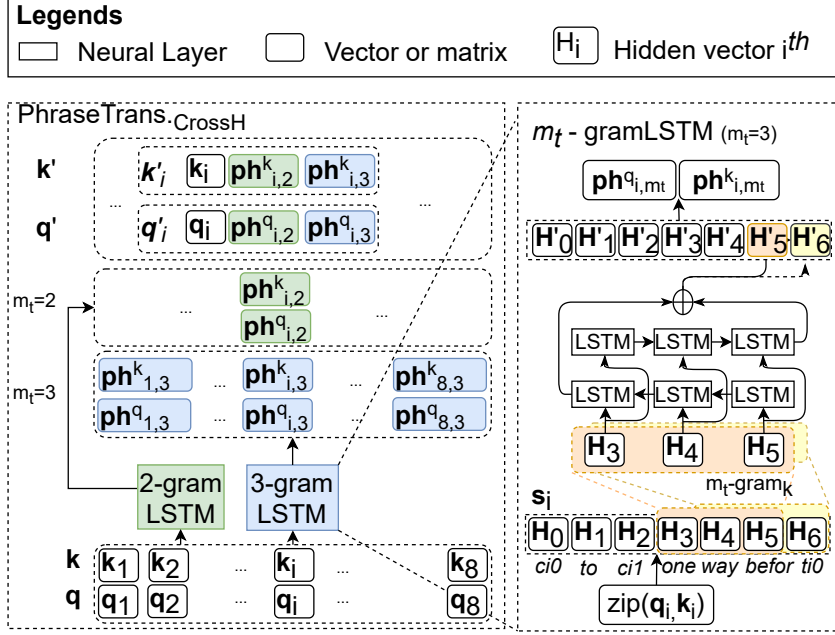 Legends
Neural Layer
Vector or matrix
Hᵢ Hidden vector iᵗʰ
PhraseTrans.CrossH
k' k'ᵢ kᵢ phᵏi,2 phᵏi,3
... ...
q' q'ᵢ qᵢ phqi,2 phqi,3
mt=2 ... phᵏi,2 ...
phqi,2
mt=3 phᵏ1,3 ... phᵏi,3 ... phᵏ8,3
phq1,3 ... phqi,3 ... phq8,3
2-gram LSTM
3-gram LSTM
k k1 k2 ... ki ... k8
q q1 q2 ... qi ... q8
mt - gramLSTM (mt=3)
phqi,mt phᵏi,mt
H'0 H'1 H'2 H'3 H'4 H'5 H'6
LSTM LSTM LSTM
LSTM LSTM LSTM
H3 H4 H5
mt-gramk
si
H0 H1 H2 H3 H4 H5 H6
ci0 to ci1 one way befor ti0
zip(qi,ki)